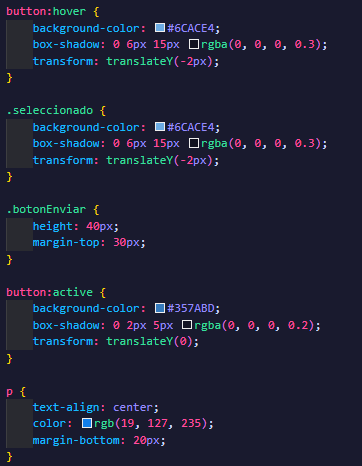 button:hover {
background-color: #6CACE4;
box-shadow: 0 6px 15px rgba(0, 0, 0, 0.3);
transform: translateY(-2px);
}
.seleccionado {
background-color: #6CACE4;
box-shadow: 0 6px 15px rgba(0, 0, 0, 0.3);
transform: translateY(-2px);
}
.botonEnviar {
height: 40px;
margin-top: 30px;
}
button:active {
background-color: #357ABD;
box-shadow: 0 2px 5px rgba(0, 0, 0, 0.2);
transform: translateY(0);
}
p {
text-align: center;
color: rgb(19, 127, 235);
margin-bottom: 20px;
}